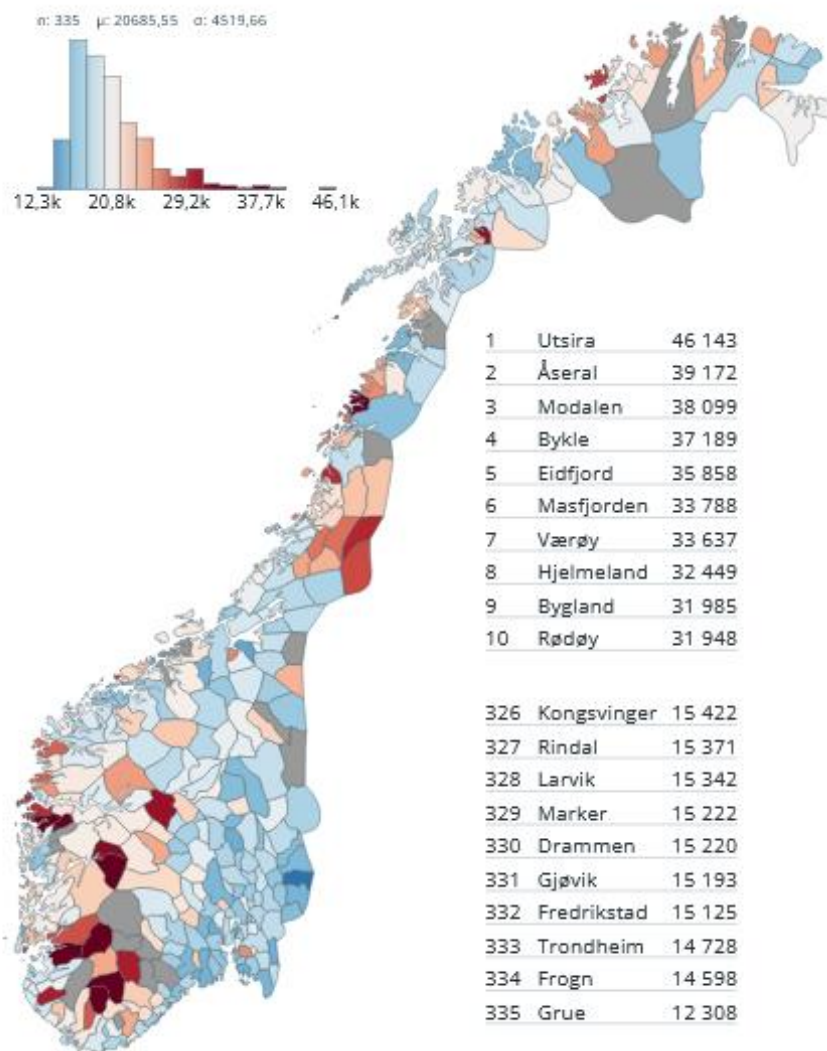 n: 335 μ: 20685,55 σ: 4519,66
12,3k 20,8k 29,2k 37,7k 46,1k
1 Utsira 46 143
2 Åseral 39 172
3 Modalen 38 099
4 Bykle 37 189
5 Eidfjord 35 858
6 Masfjorden 33 788
7 Værøy 33 637
8 Hjelmeland 32 449
9 Bygland 31 985
10 Rødøy 31 948
326 Kongsvinger 15 422
327 Rindal 15 371
328 Larvik 15 342
329 Marker 15 222
330 Drammen 15 220
331 Gjøvik 15 193
332 Fredrikstad 15 125
333 Trondheim 14 728
334 Frogn 14 598
335 Grue 12 308